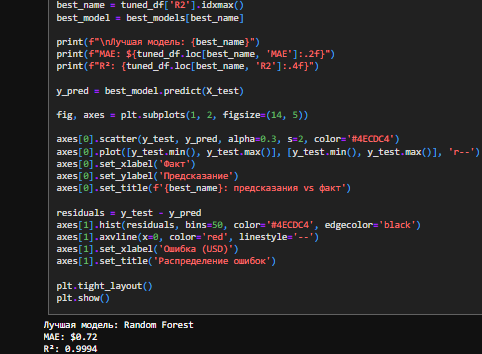 best_name = tuned_df['R2'].idxmax()
best_model = best_models[best_name]
print(f"\nЛучшая модель: {best_name}")
print(f"MAE: ${tuned_df.loc[best_name, 'MAE']:.2f}")
print(f"R²: {tuned_df.loc[best_name, 'R2']:.4f}")
y_pred = best_model.predict(X_test)
fig, axes = plt.subplots(1, 2, figsize=(14, 5))
axes[0].scatter(y_test, y_pred, alpha=0.3, s=2, color='#4ECDC4')
axes[0].plot([y_test.min(), y_test.max()], [y_test.min(), y_test.max()], 'r--')
axes[0].set_xlabel('Факт')
axes[0].set_ylabel('Предсказание')
axes[0].set_title(f'{best_name}: предсказания vs факт')
residuals = y_test - y_pred
axes[1].hist(residuals, bins=50, color='#4ECDC4', edgecolor='black')
axes[1].axvline(x=0, color='red', linestyle='--')
axes[1].set_xlabel('Ошибка (USD)')
axes[1].set_title('Распределение ошибок')
plt.tight_layout()
plt.show()
Лучшая модель: Random Forest
MAE: $0.72
R²: 0.9994